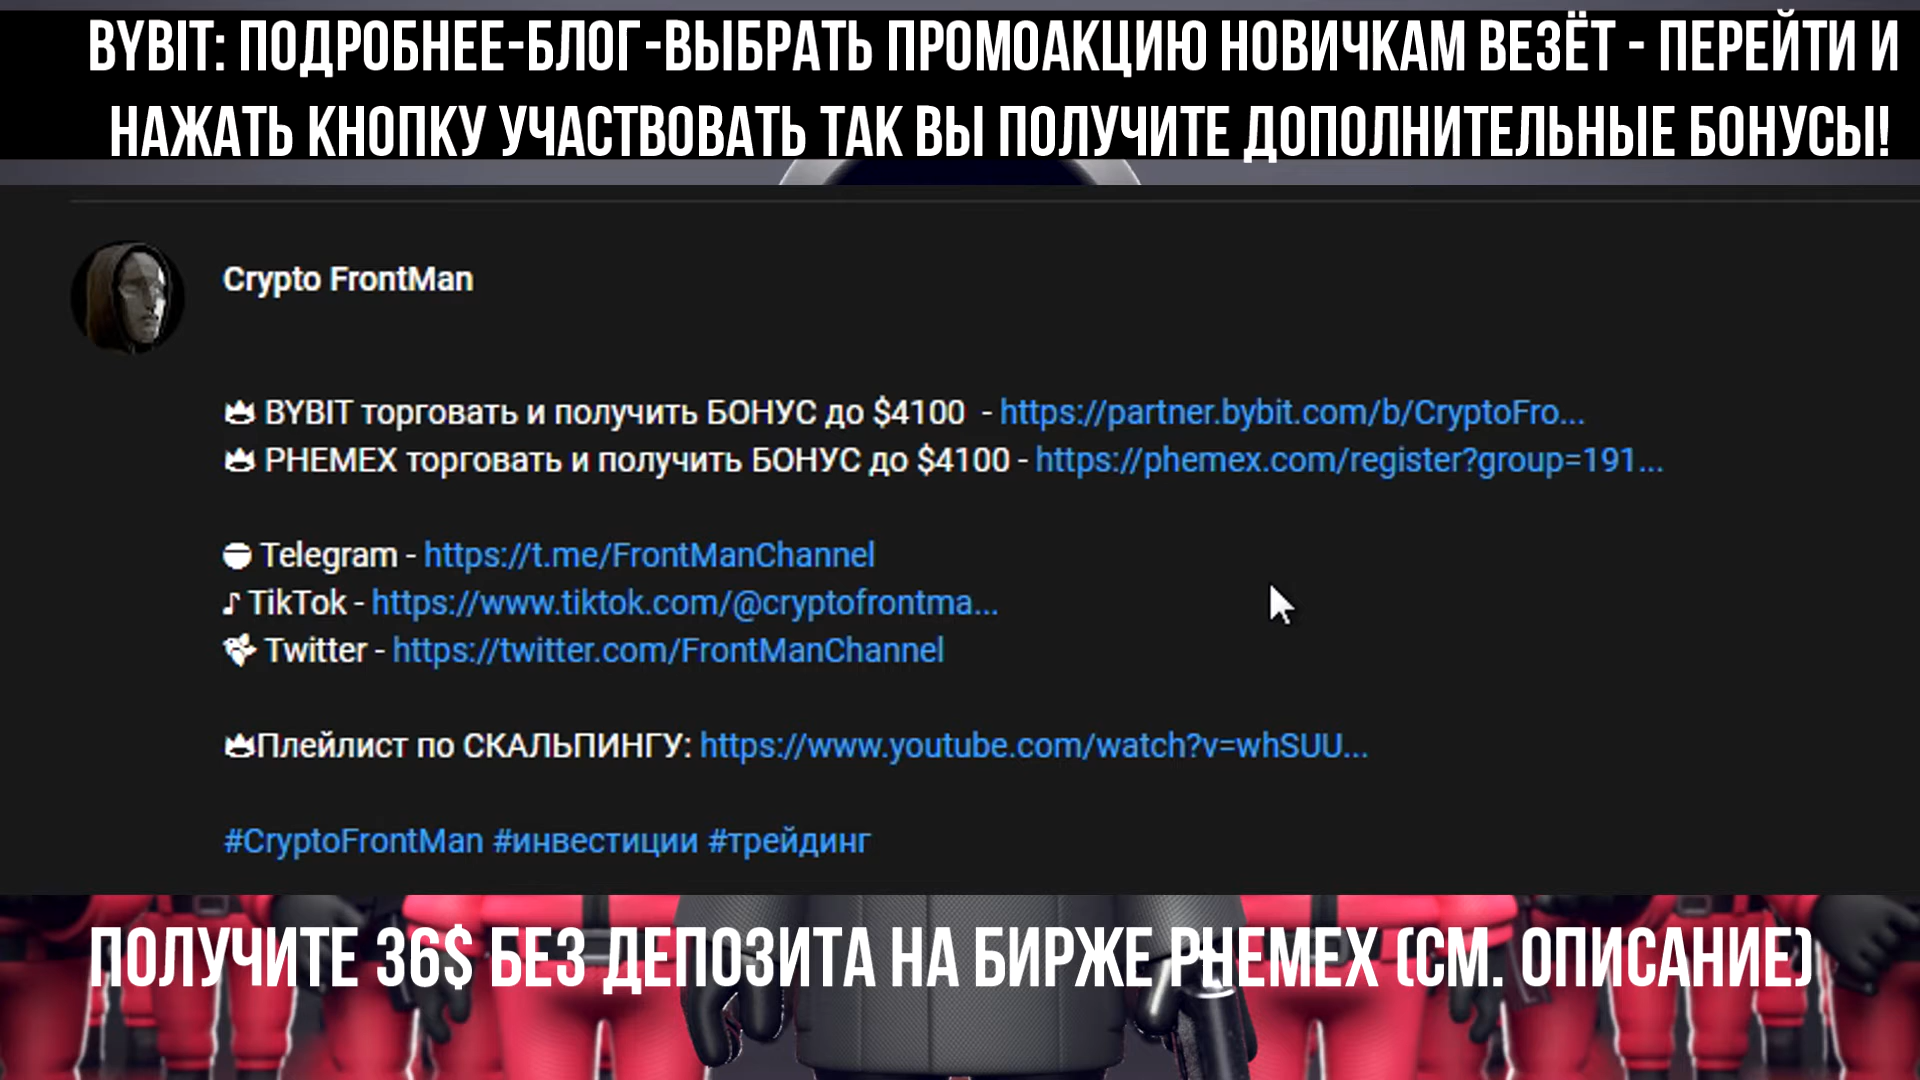 BYBIT: ПОДРОБНЕЕ-БЛОГ-ВЫБРАТЬ ПРОМОАКЦИЮ НОВИЧКАМ ВЕЗЁТ - ПЕРЕЙТИ И
НАЖАТЬ КНОПКУ УЧАСТВОВАТЬ ТАК ВЫ ПОЛУЧИТЕ ДОПОЛНИТЕЛЬНЫЕ БОНУСЫ!
Crypto FrontMan
BYBIT торговать и получить БОНУС до $4100 - https://partner.bybit.com/b/CryptoFro...
PHEMEX торговать и получить БОНУС до $4100 - https://phemex.com/register?group=191...
Telegram - https://t.me/FrontManChannel
TikTok - https://www.tiktok.com/@cryptofrontma...
Twitter - https://twitter.com/FrontManChannel
Плейлист по СКАЛЬПИНГУ: https://www.youtube.com/watch?v=whSUU...
#CryptoFrontMan #инвестиции #трейдинг
ПОЛУЧИТЕ 36$ БЕЗ ДЕПОЗИТА НА БИРЖЕ PHEMEX (СМ. ОПИСАНИЕ)